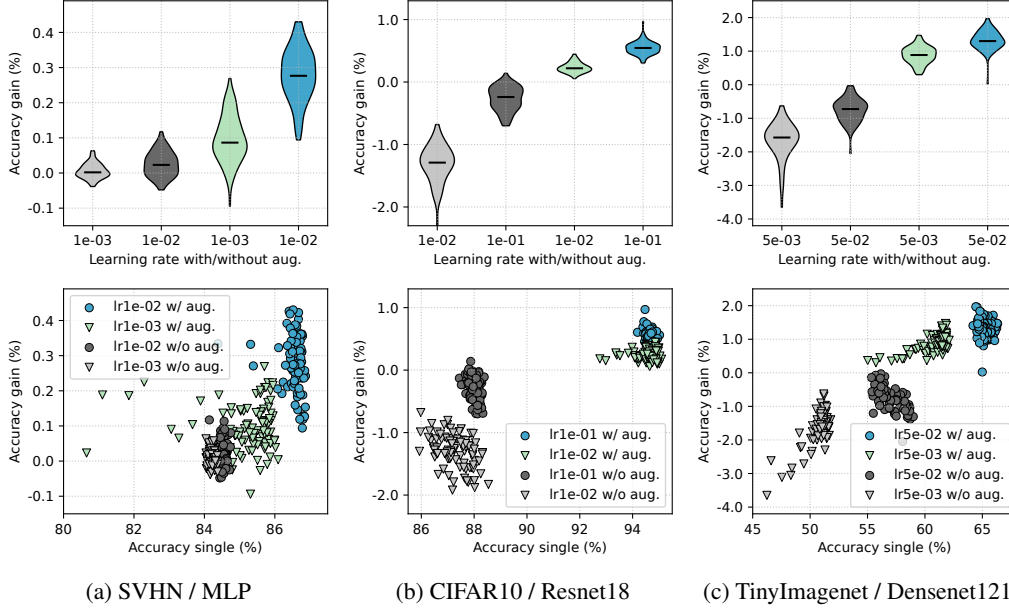 Accuracy gain (%)
0.4
0.3
0.2
0.1
0.0
-0.1
1e-03 1e-02 1e-03 1e-02
Learning rate with/without aug.
Accuracy gain (%)
1.0
0.0
-1.0
-2.0
1e-02 1e-01 1e-02 1e-01
Learning rate with/without aug.
Accuracy gain (%)
2.0
1.0
0.0
-1.0
-2.0
-3.0
-4.0
5e-03 5e-02 5e-03 5e-02
Learning rate with/without aug.
Accuracy gain (%)
0.4
0.3
0.2
0.1
0.0
-0.1
lr1e-02 w/ aug.
lr1e-03 w/ aug.
lr1e-02 w/o aug.
lr1e-03 w/o aug.
80 82 84 86
Accuracy single (%)
Accuracy gain (%)
1.0
0.0
-1.0
-2.0
lr1e-01 w/ aug.
lr1e-02 w/ aug.
lr1e-01 w/o aug.
lr1e-02 w/o aug.
86 88 90 92 94
Accuracy single (%)
Accuracy gain (%)
2.0
1.0
0.0
-1.0
-2.0
-3.0
-4.0
lr5e-02 w/ aug.
lr5e-03 w/ aug.
lr5e-02 w/o aug.
lr5e-03 w/o aug.
45 50 55 60 65
Accuracy single (%)
(a) SVHN / MLP
(b) CIFAR10 / Resnet18
(c) TinyImagenet / Densenet121